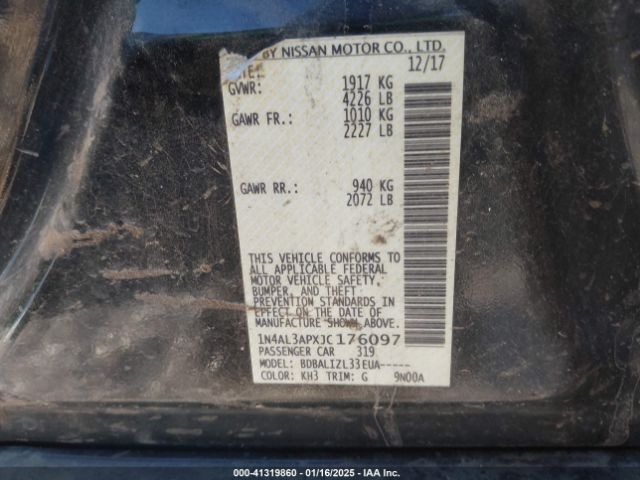 BY NISSAN MOTOR CO., LTD.
12/17
GVWR: 1917 KG
4226 LB
GAWR FR.: 1010 KG
2227 LB
GAWR RR.: 940 KG
2072 LB
THIS VEHICLE CONFORMS TO
ALL APPLICABLE FEDERAL
MOTOR VEHICLE SAFETY,
BUMPER, AND THEFT
PREVENTION STANDARDS IN
EFFECT ON THE DATE OF
MANUFACTURE SHOWN ABOVE.
1N4AL3APXJC176097
PASSENGER CAR 319
MODEL: BDBALIZL33EUA-----
COLOR: KH3 TRIM: G 9N00A
000-41319860 - 01/16/2025 - IAA Inc.